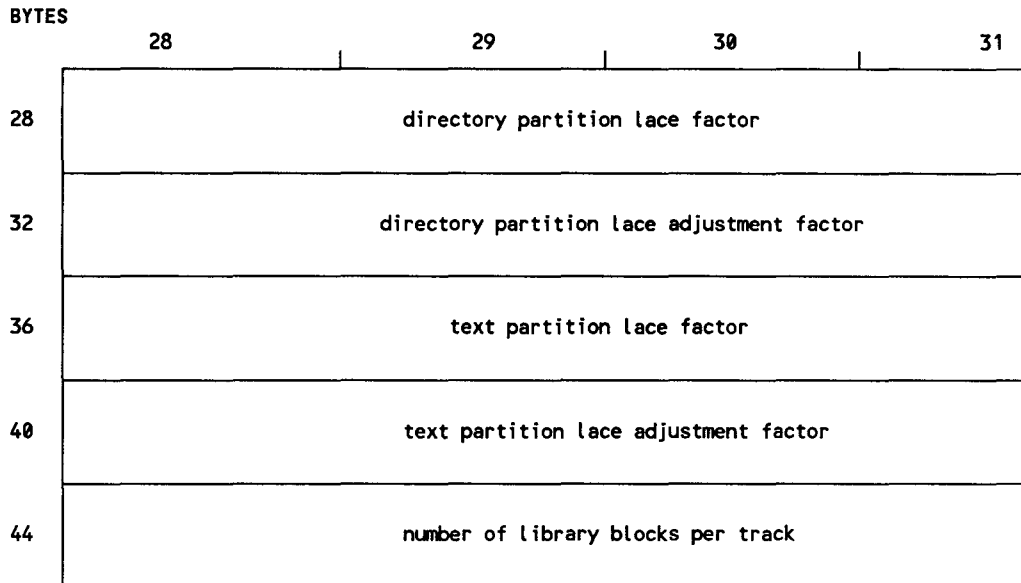 BYTES
28 29 30 31
28 directory partition lace factor
32 directory partition lace adjustment factor
36 text partition lace factor
40 text partition lace adjustment factor
44 number of library blocks per track